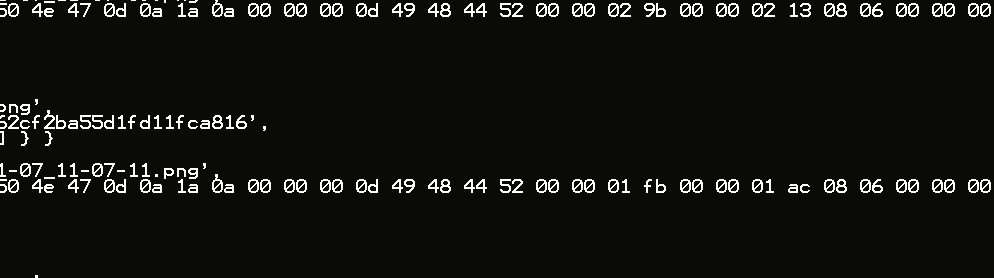 50 4e 47 0d 0a 1a 0a 00 00 00 0d 49 48 44 52 00 00 02 9b 00 00 02 13 08 06 00 00 00
png',
62cf2ba55d1fd11fca816',
] } }
1-07_11-07-11.png',
50 4e 47 0d 0a 1a 0a 00 00 00 0d 49 48 44 52 00 00 01 fb 00 00 01 ac 08 06 00 00 00